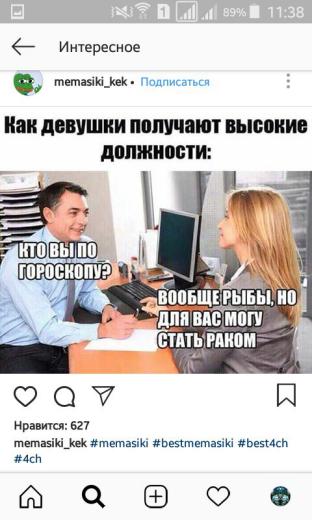 1 89% 11:38
Интересное
memasiki_kek • Подписаться
Как девушки получают высокие
должности:
КТО ВЫ ПО
ГОРОСКОПУ?
ВООБЩЕ РЫБЫ, НО
ДЛЯ ВАС МОГУ
СТАТЬ РАКОМ
Нравится: 627
memasiki_kek #memasiki #bestmemasiki #best4ch
#4ch